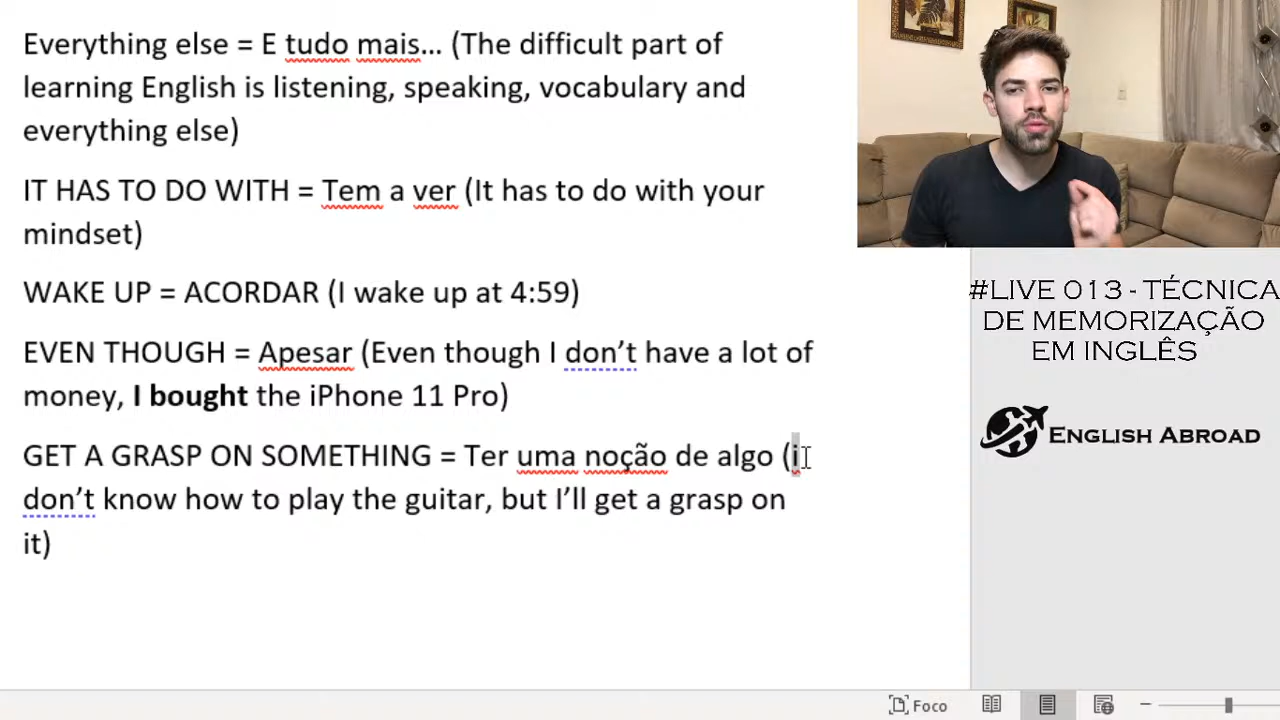 Everything else = E tudo mais… (The difficult part of
learning English is listening, speaking, vocabulary and
everything else)
IT HAS TO DO WITH = Tem a ver (It has to do with your
mindset)
WAKE UP = ACORDAR (I wake up at 4:59)
EVEN THOUGH = Apesar (Even though I don’t have a lot of
money, I bought the iPhone 11 Pro)
GET A GRASP ON SOMETHING = Ter uma noção de algo (i
don’t know how to play the guitar, but I’ll get a grasp on
it)
#LIVE 013 - TÉCNICA
DE MEMORIZAÇÃO
EM INGLÊS
ENGLISH ABROAD
Foco